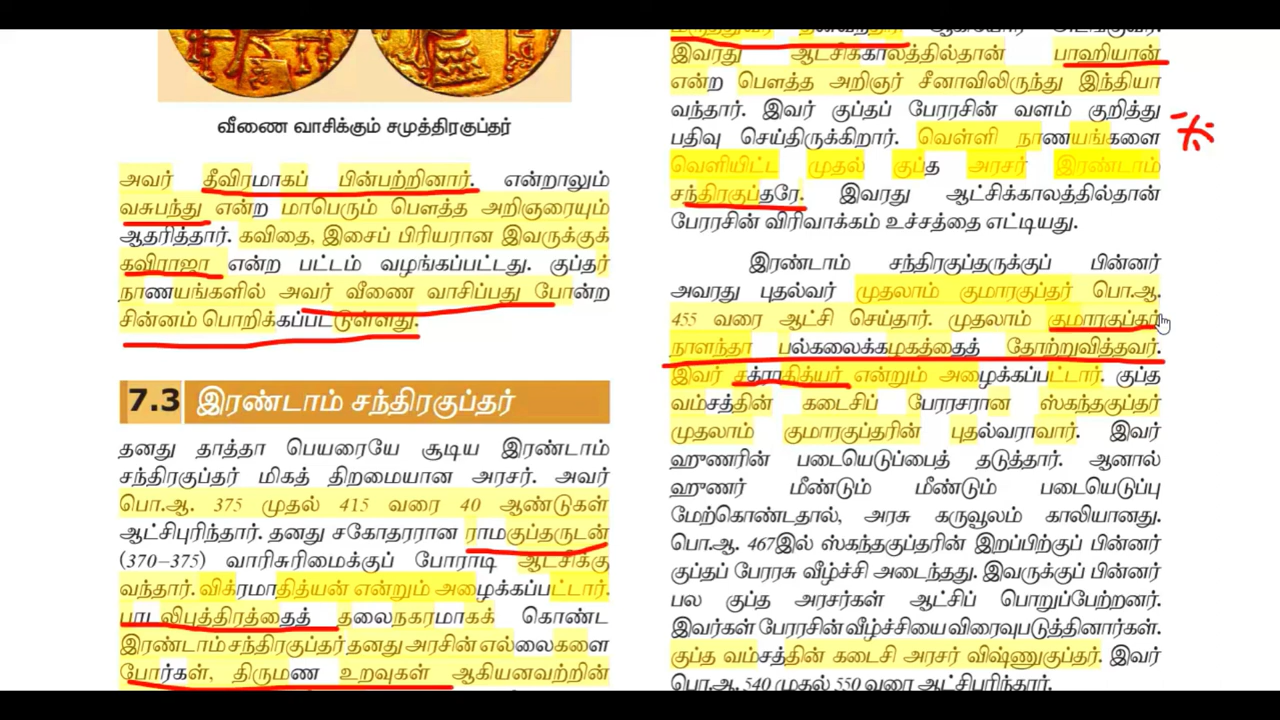 வீணை வாசிக்கும் சமுத்திரகுப்தர்
அவர் தீவிரமாகப் பின்பற்றினார். என்றாலும்
வசுபந்து என்ற மாபெரும் பௌத்த அறிஞரையும்
ஆதரித்தார். கவிதை, இசைப் பிரியரான இவருக்குக்
கவிராஜா என்ற பட்டம் வழங்கப்பட்டது. குப்தர்
நாணயங்களில் அவர் வீணை வாசிப்பது போன்ற
சின்னம் பொறிக்கப்பட்டுள்ளது.
7.3 இரண்டாம் சந்திரகுப்தர்
தனது தாத்தா பெயரையே சூடிய இரண்டாம்
சந்திரகுப்தர் மிகத் திறமையான அரசர். அவர்
பொ.ஆ. 375 முதல் 415 வரை 40 ஆண்டுகள்
ஆட்சிபுரிந்தார். தனது சகோதரரான ராமகுப்தருடன்
(370–375) வாரிசுரிமைக்குப் போராடி ஆட்சிக்கு
வந்தார். விக்ரமாதித்யன் என்றும் அழைக்கப்பட்டார்.
பாடலிபுத்திரத்தைத் தலைநகரமாகக் கொண்ட
இரண்டாம் சந்திரகுப்தர் தனது அரசின் எல்லைகளை
போர்கள், திருமண உறவுகள் ஆகியனவற்றின்
இவரது ஆட்சிக்காலத்தில்தான் பாஹியான்
என்ற பௌத்த அறிஞர் சீனாவிலிருந்து இந்தியா
வந்தார். இவர் குப்தப் பேரரசின் வளம் குறித்து
பதிவு செய்திருக்கிறார். வெள்ளி நாணயங்களை
வெளியிட்ட முதல் குப்த அரசர் இரண்டாம்
சந்திரகுப்தரே. இவரது ஆட்சிக்காலத்தில்தான்
பேரரசின் விரிவாக்கம் உச்சத்தை எட்டியது.
இரண்டாம் சந்திரகுப்தருக்குப் பின்னர்
அவரது புதல்வர் முதலாம் குமாரகுப்தர் பொ.ஆ.
455 வரை ஆட்சி செய்தார். முதலாம் குமாரகுப்தர்
நாளந்தா பல்கலைக்கழகத்தைத் தோற்றுவித்தவர்.
இவர் சத்ராகித்யர் என்றும் அழைக்கப்பட்டார். குப்த
வம்சத்தின் கடைசிப் பேரரசரான ஸ்கந்தகுப்தர்
முதலாம் குமாரகுப்தரின் புதல்வராவார். இவர்
ஹுணரின் படையெடுப்பைத் தடுத்தார். ஆனால்
ஹுணர் மீண்டும் மீண்டும் படையெடுப்பு
மேற்கொண்டதால், அரசு கருவூலம் காலியானது.
பொ.ஆ. 467இல் ஸ்கந்தகுப்தரின் இறப்பிற்குப் பின்னர்
குப்தப் பேரரசு வீழ்ச்சி அடைந்தது. இவருக்குப் பின்னர்
பல குப்த அரசர்கள் ஆட்சிப் பொறுப்பேற்றனர்.
இவர்கள் பேரரசின் வீழ்ச்சியை விரைவுபடுத்தினார்கள்.
குப்த வம்சத்தின் கடைசி அரசர் விஷ்ணுகுப்தர். இவர்
பொ.ஆ. 540 முதல் 550 வரை ஆட்சிபுரிந்தார்.